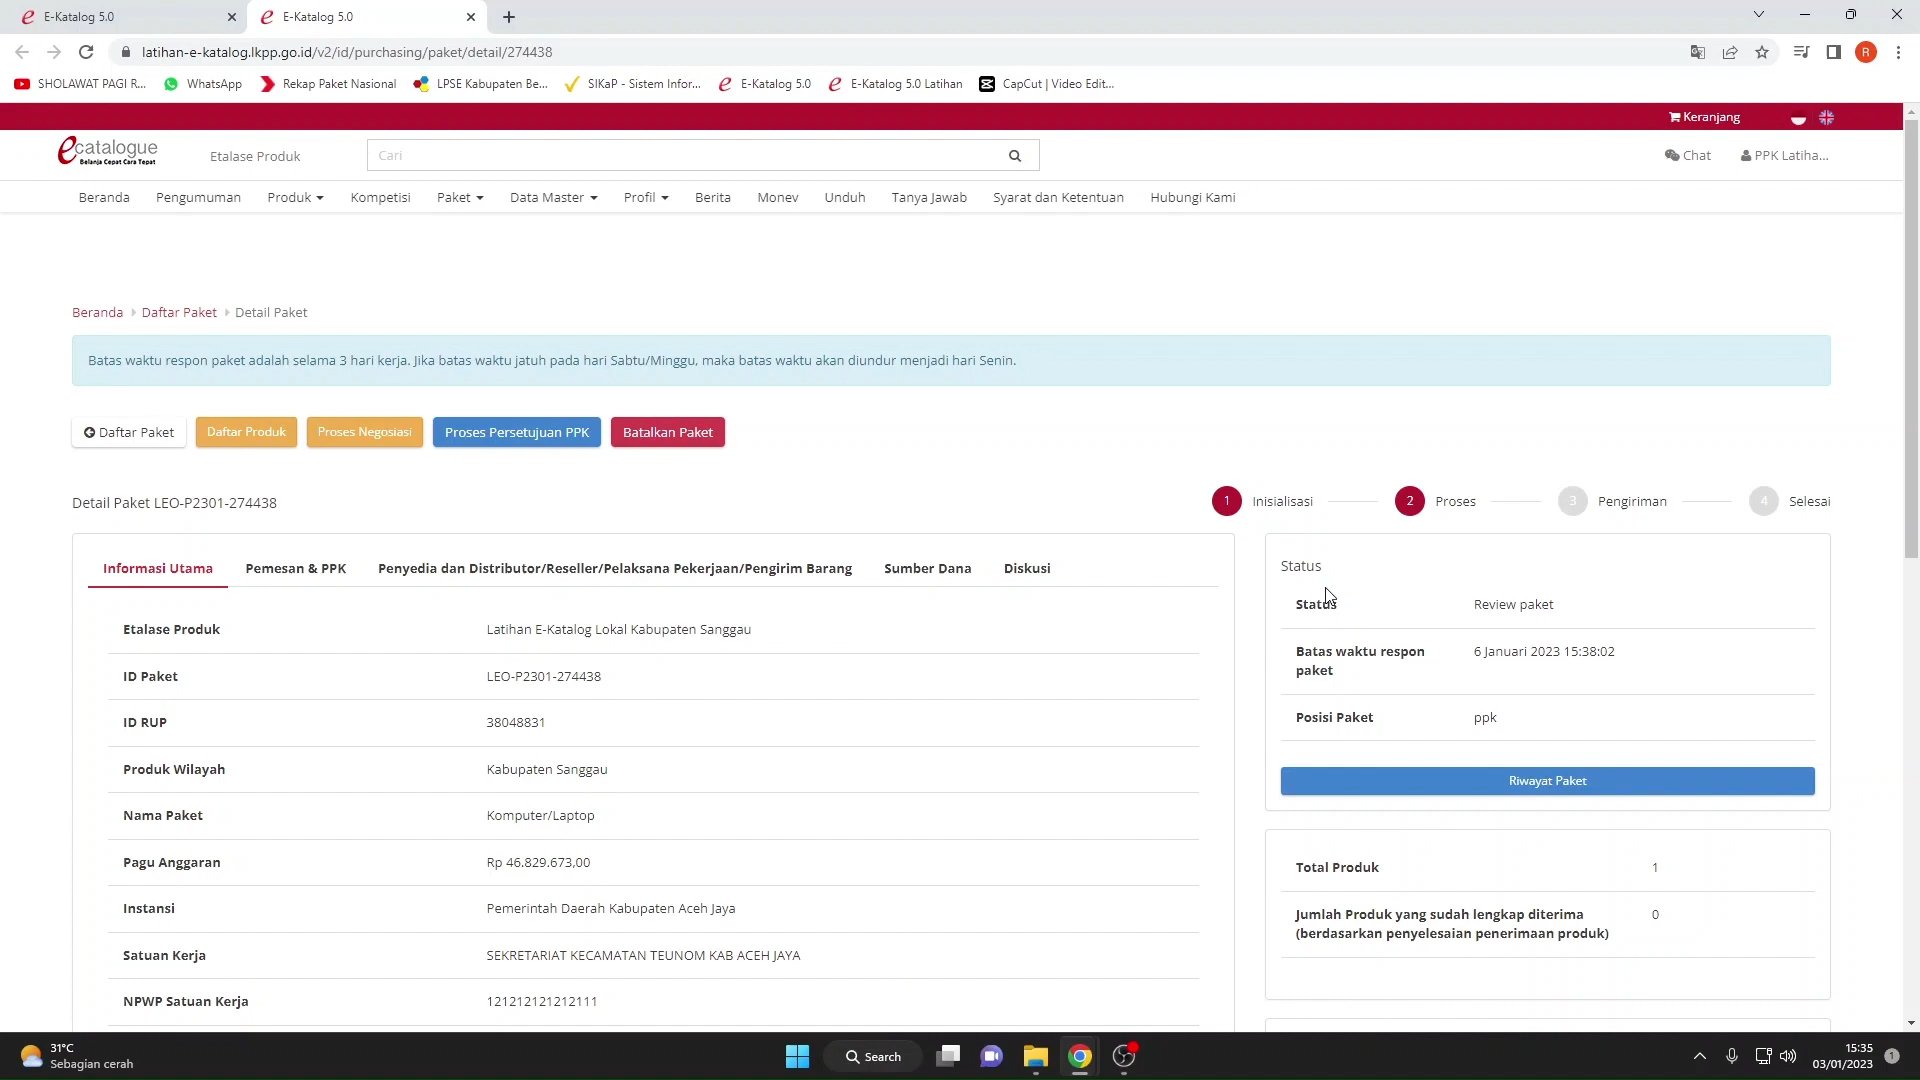 E-Katalog 5.0
E-Katalog 5.0
latihan-e-katalog.lkpp.go.id/v2/id/purchasing/paket/detail/274438
R
SHOLAWAT PAGI R...
WhatsApp
Rekap Paket Nasional
LPSE Kabupaten Be...
SIKaP - Sistem Infor...
E-Katalog 5.0
E-Katalog 5.0 Latihan
CapCut | Video Edit...
Keranjang
ecatalogue
Belanja Cepat Cara Tepat
Etalase Produk
Cari
Chat
PPK Latiha...
Beranda
Pengumuman
Produk
Kompetisi
Paket
Data Master
Profil
Berita
Monev
Unduh
Tanya Jawab
Syarat dan Ketentuan
Hubungi Kami
Beranda
Daftar Paket
Detail Paket
Batas waktu respon paket adalah selama 3 hari kerja. Jika batas waktu jatuh pada hari Sabtu/Minggu, maka batas waktu akan diundur menjadi hari Senin.
Daftar Paket
Daftar Produk
Proses Negosiasi
Proses Persetujuan PPK
Batalkan Paket
Detail Paket LEO-P2301-274438
1 Inisialisasi
2 Proses
3 Pengiriman
4 Selesai
Informasi Utama
Pemesan & PPK
Penyedia dan Distributor/Reseller/Pelaksana Pekerjaan/Pengirim Barang
Sumber Dana
Diskusi
Etalase Produk Latihan E-Katalog Lokal Kabupaten Sanggau
ID Paket LEO-P2301-274438
ID RUP 38048831
Produk Wilayah Kabupaten Sanggau
Nama Paket Komputer/Laptop
Pagu Anggaran Rp 46.829.673,00
Instansi Pemerintah Daerah Kabupaten Aceh Jaya
Satuan Kerja SEKRETARIAT KECAMATAN TEUNOM KAB ACEH JAYA
NPWP Satuan Kerja 121212121212111
Status
Status Review paket
Batas waktu respon 6 Januari 2023 15:38:02
paket
Posisi Paket ppk
Riwayat Paket
Total Produk 1
Jumlah Produk yang sudah lengkap diterima 0
(berdasarkan penyelesaian penerimaan produk)
31°C
Sebagian cerah
Search
15:35
03/01/2023
1